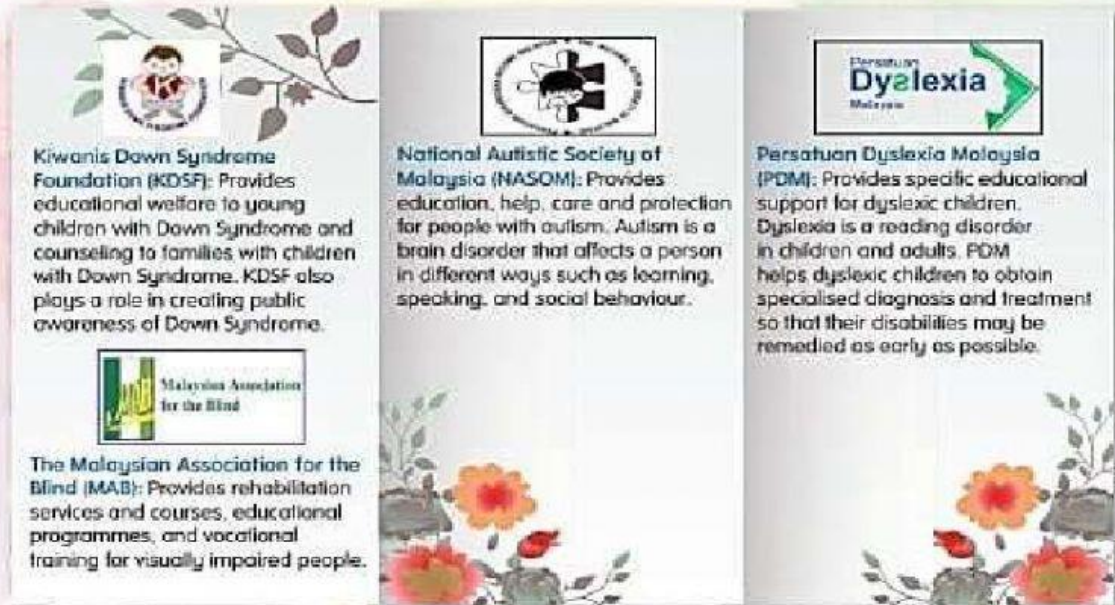 Kiwanis Down Syndrome
Foundation (KDSF): Provides
educational welfare to young
children with Down Syndrome and
counseling to families with children
with Down Syndrome. KDSF also
plays a role in creating public
awareness of Down Syndrome.
Malaysian Association
for the Blind
The Malaysian Association for the
Blind (MAB): Provides rehabilitation
services and courses, educational
programmes, and vocational
training for visually impaired people.
National Autistic Society of
Malaysia (NASOM): Provides
education, help, care and protection
for people with autism. Autism is a
brain disorder that affects a person
in different ways such as learning,
speaking, and social behaviour.
Persatuan
Dyslexia
Malaysia
Persatuan Dyslexia Malaysia
(PDM): Provides specific educational
support for dyslexic children.
Dyslexia is a reading disorder
in children and adults. PDM
helps dyslexic children to obtain
specialised diagnosis and treatment
so that their disabilities may be
remedied as early as possible.